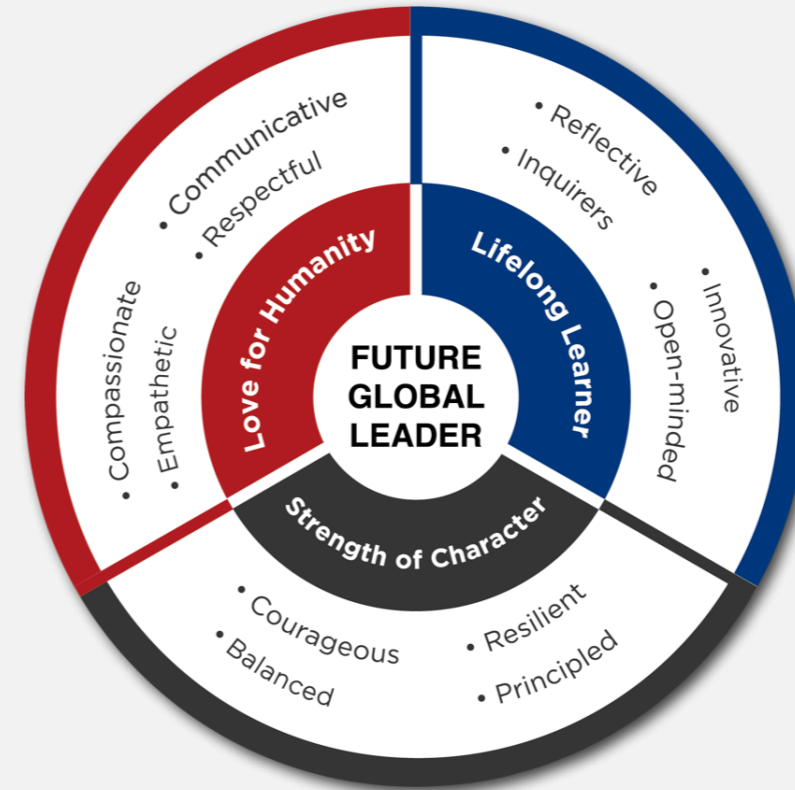 FUTURE
GLOBAL
LEADER
Love for Humanity
• Communicative
• Respectful
• Compassionate
• Empathetic
Lifelong Learner
• Reflective
• Inquirers
• Innovative
• Open-minded
Strength of Character
• Courageous
• Balanced
• Resilient
• Principled